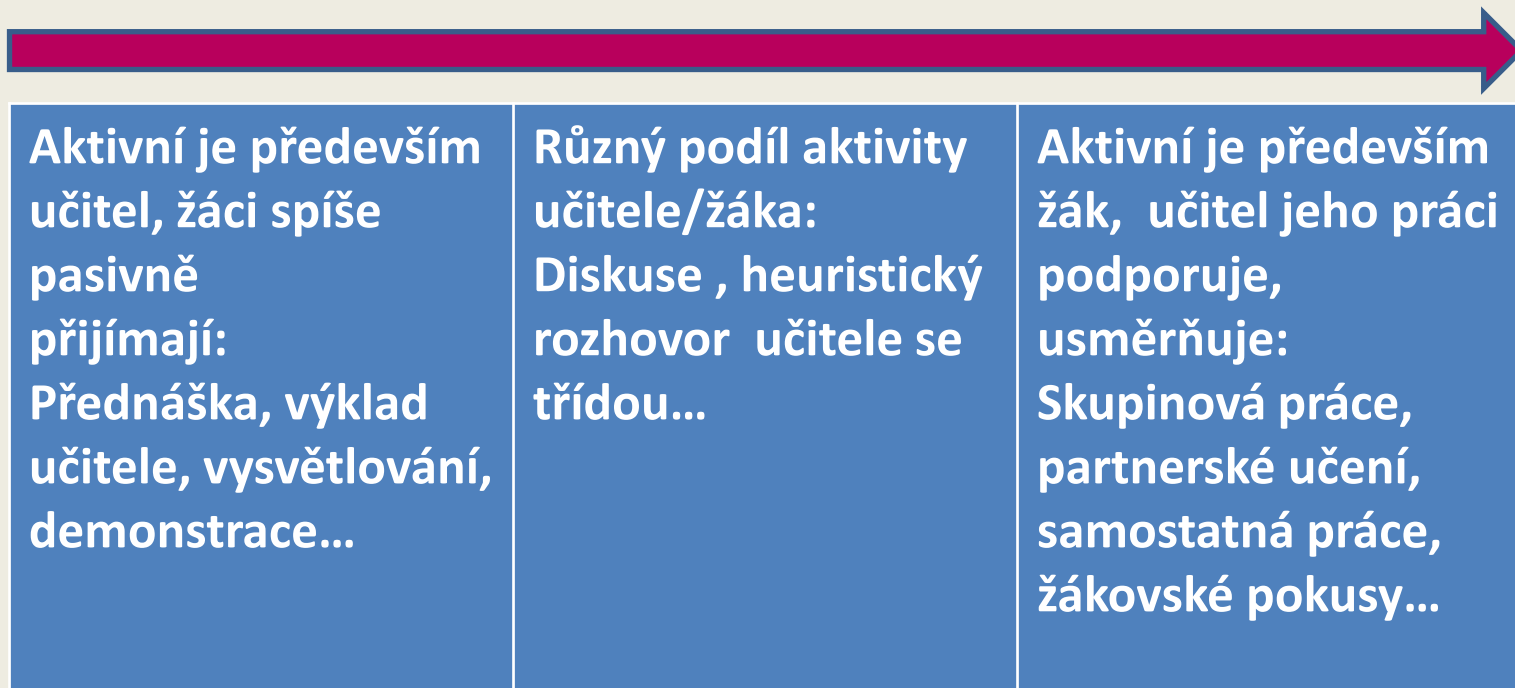 Aktivní je především
učitel, žáci spíše
pasivně
přijímají:
Přednáška, výklad
učitele, vysvětlování,
demonstrace…
Různý podíl aktivity
učitele/žáka:
Diskuse , heuristický
rozhovor  učitele se
třídou…
Aktivní je především
žák,  učitel jeho práci
podporuje,
usměrňuje:
Skupinová práce,
partnerské učení,
samostatná práce,
žákovské pokusy…